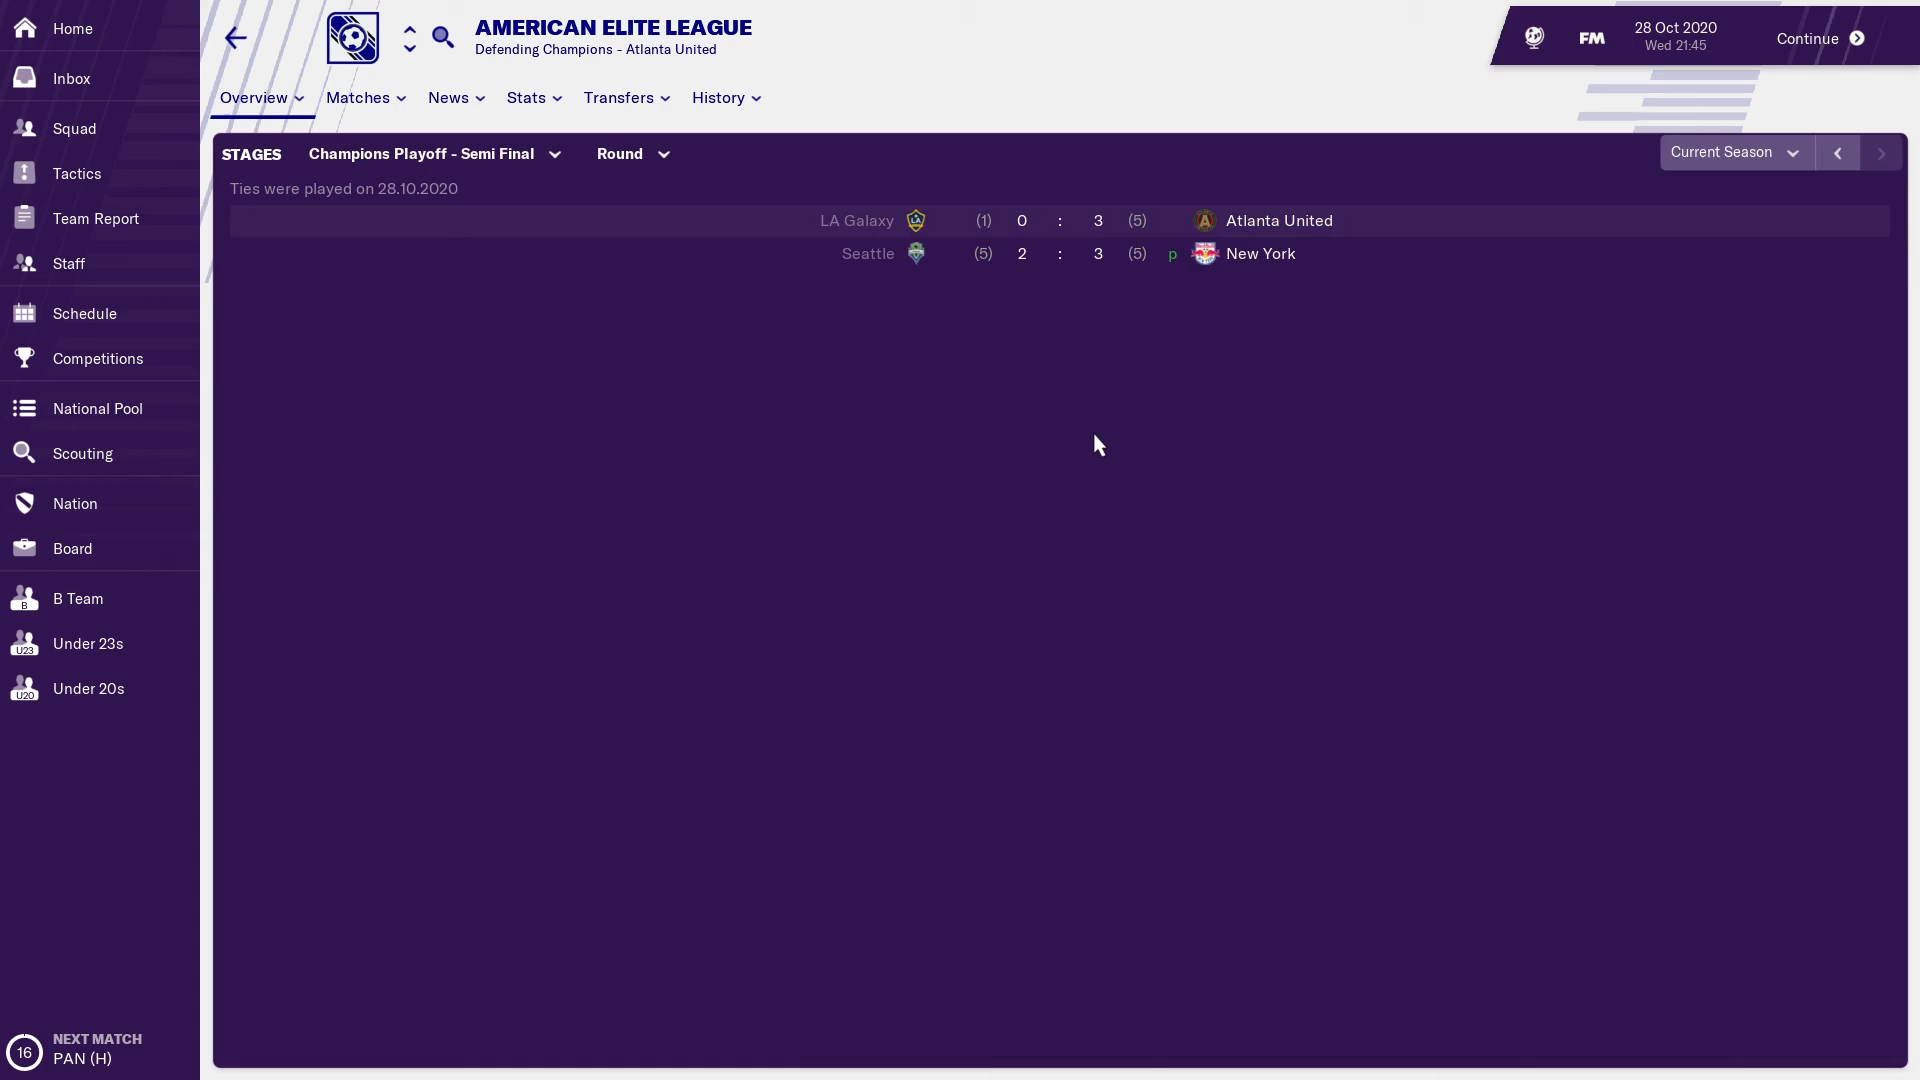 Home
Inbox
Squad
Tactics
Team Report
Staff
Schedule
Competitions
National Pool
Scouting
Nation
Board
B
B Team
U23
Under 23s
U20
Under 20s
16
NEXT MATCH
PAN (H)
AMERICAN ELITE LEAGUE
Defending Champions - Atlanta United
FM
28 Oct 2020
Wed 21:45
Continue
Overview Matches News Stats Transfers History
STAGES Champions Playoff - Semi Final Round Current Season
Ties were played on 28.10.2020
LA Galaxy LA (1) 0 : 3 (5) A Atlanta United
Seattle (5) 2 : 3 (5) p New York